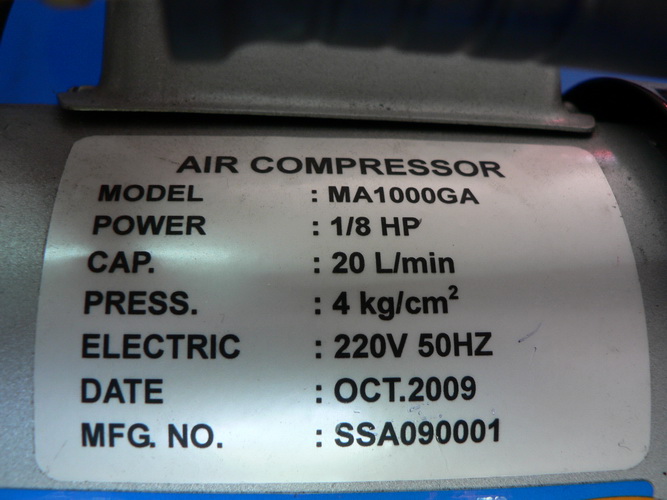 AIR COMPRESSOR
MODEL : MA1000GA
POWER : 1/8 HP
CAP. : 20 L/min
PRESS. : 4 kg/cm²
ELECTRIC : 220V 50HZ
DATE : OCT.2009
MFG. NO. : SSA090001